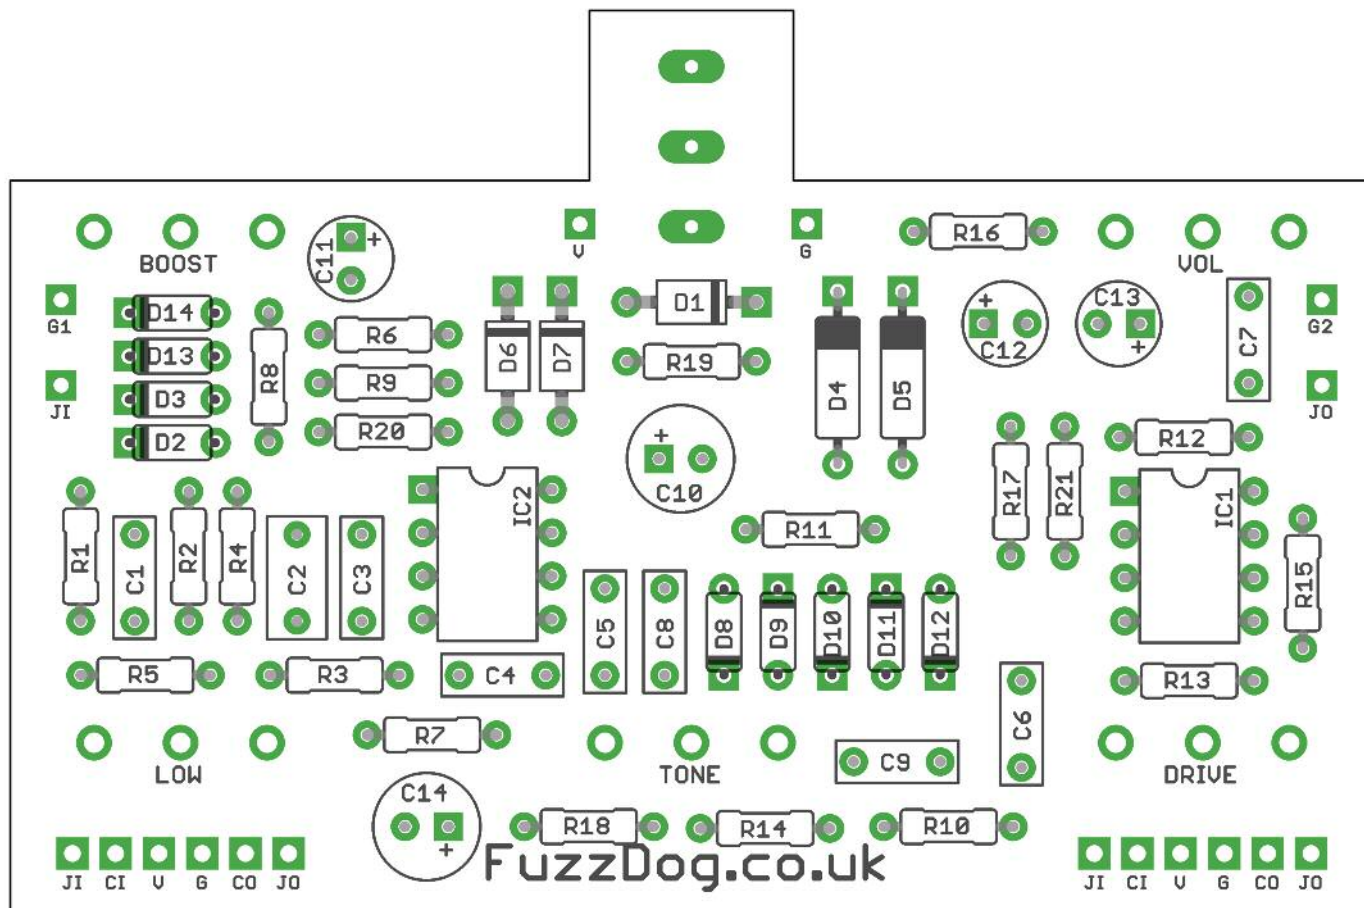 V
G
R16
BOOST
C11
+
VOL
G1
D14
D1
+
C13
+
G2
R6
D13
R8
D6
D7
R19
C12
C7
JI
D3
R9
D4
D5
JO
D2
R20
+
C10
R12
R17
R21
IC2
IC1
R1
C1
R2
R4
C2
C3
R11
R15
C5
C8
D8
D9
D10
D11
D12
R5
R3
C4
R13
R7
C6
LOW
TONE
C9
DRIVE
C14
+
R18
R14
R10
FuzzDog.co.uk
JI CI V G CO JO
JI CI V G CO JO